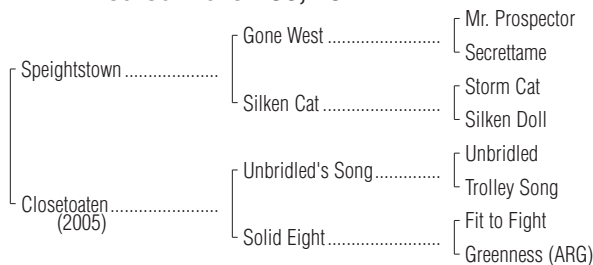 Mr. Prospector
Gone West
Secrettame
Speightstown
Storm Cat
Silken Cat
Silken Doll
Unbridled
Unbridled's Song
Trolley Song
Closetoaten
(2005)
Fit to Fight
Solid Eight
Greenness (ARG)